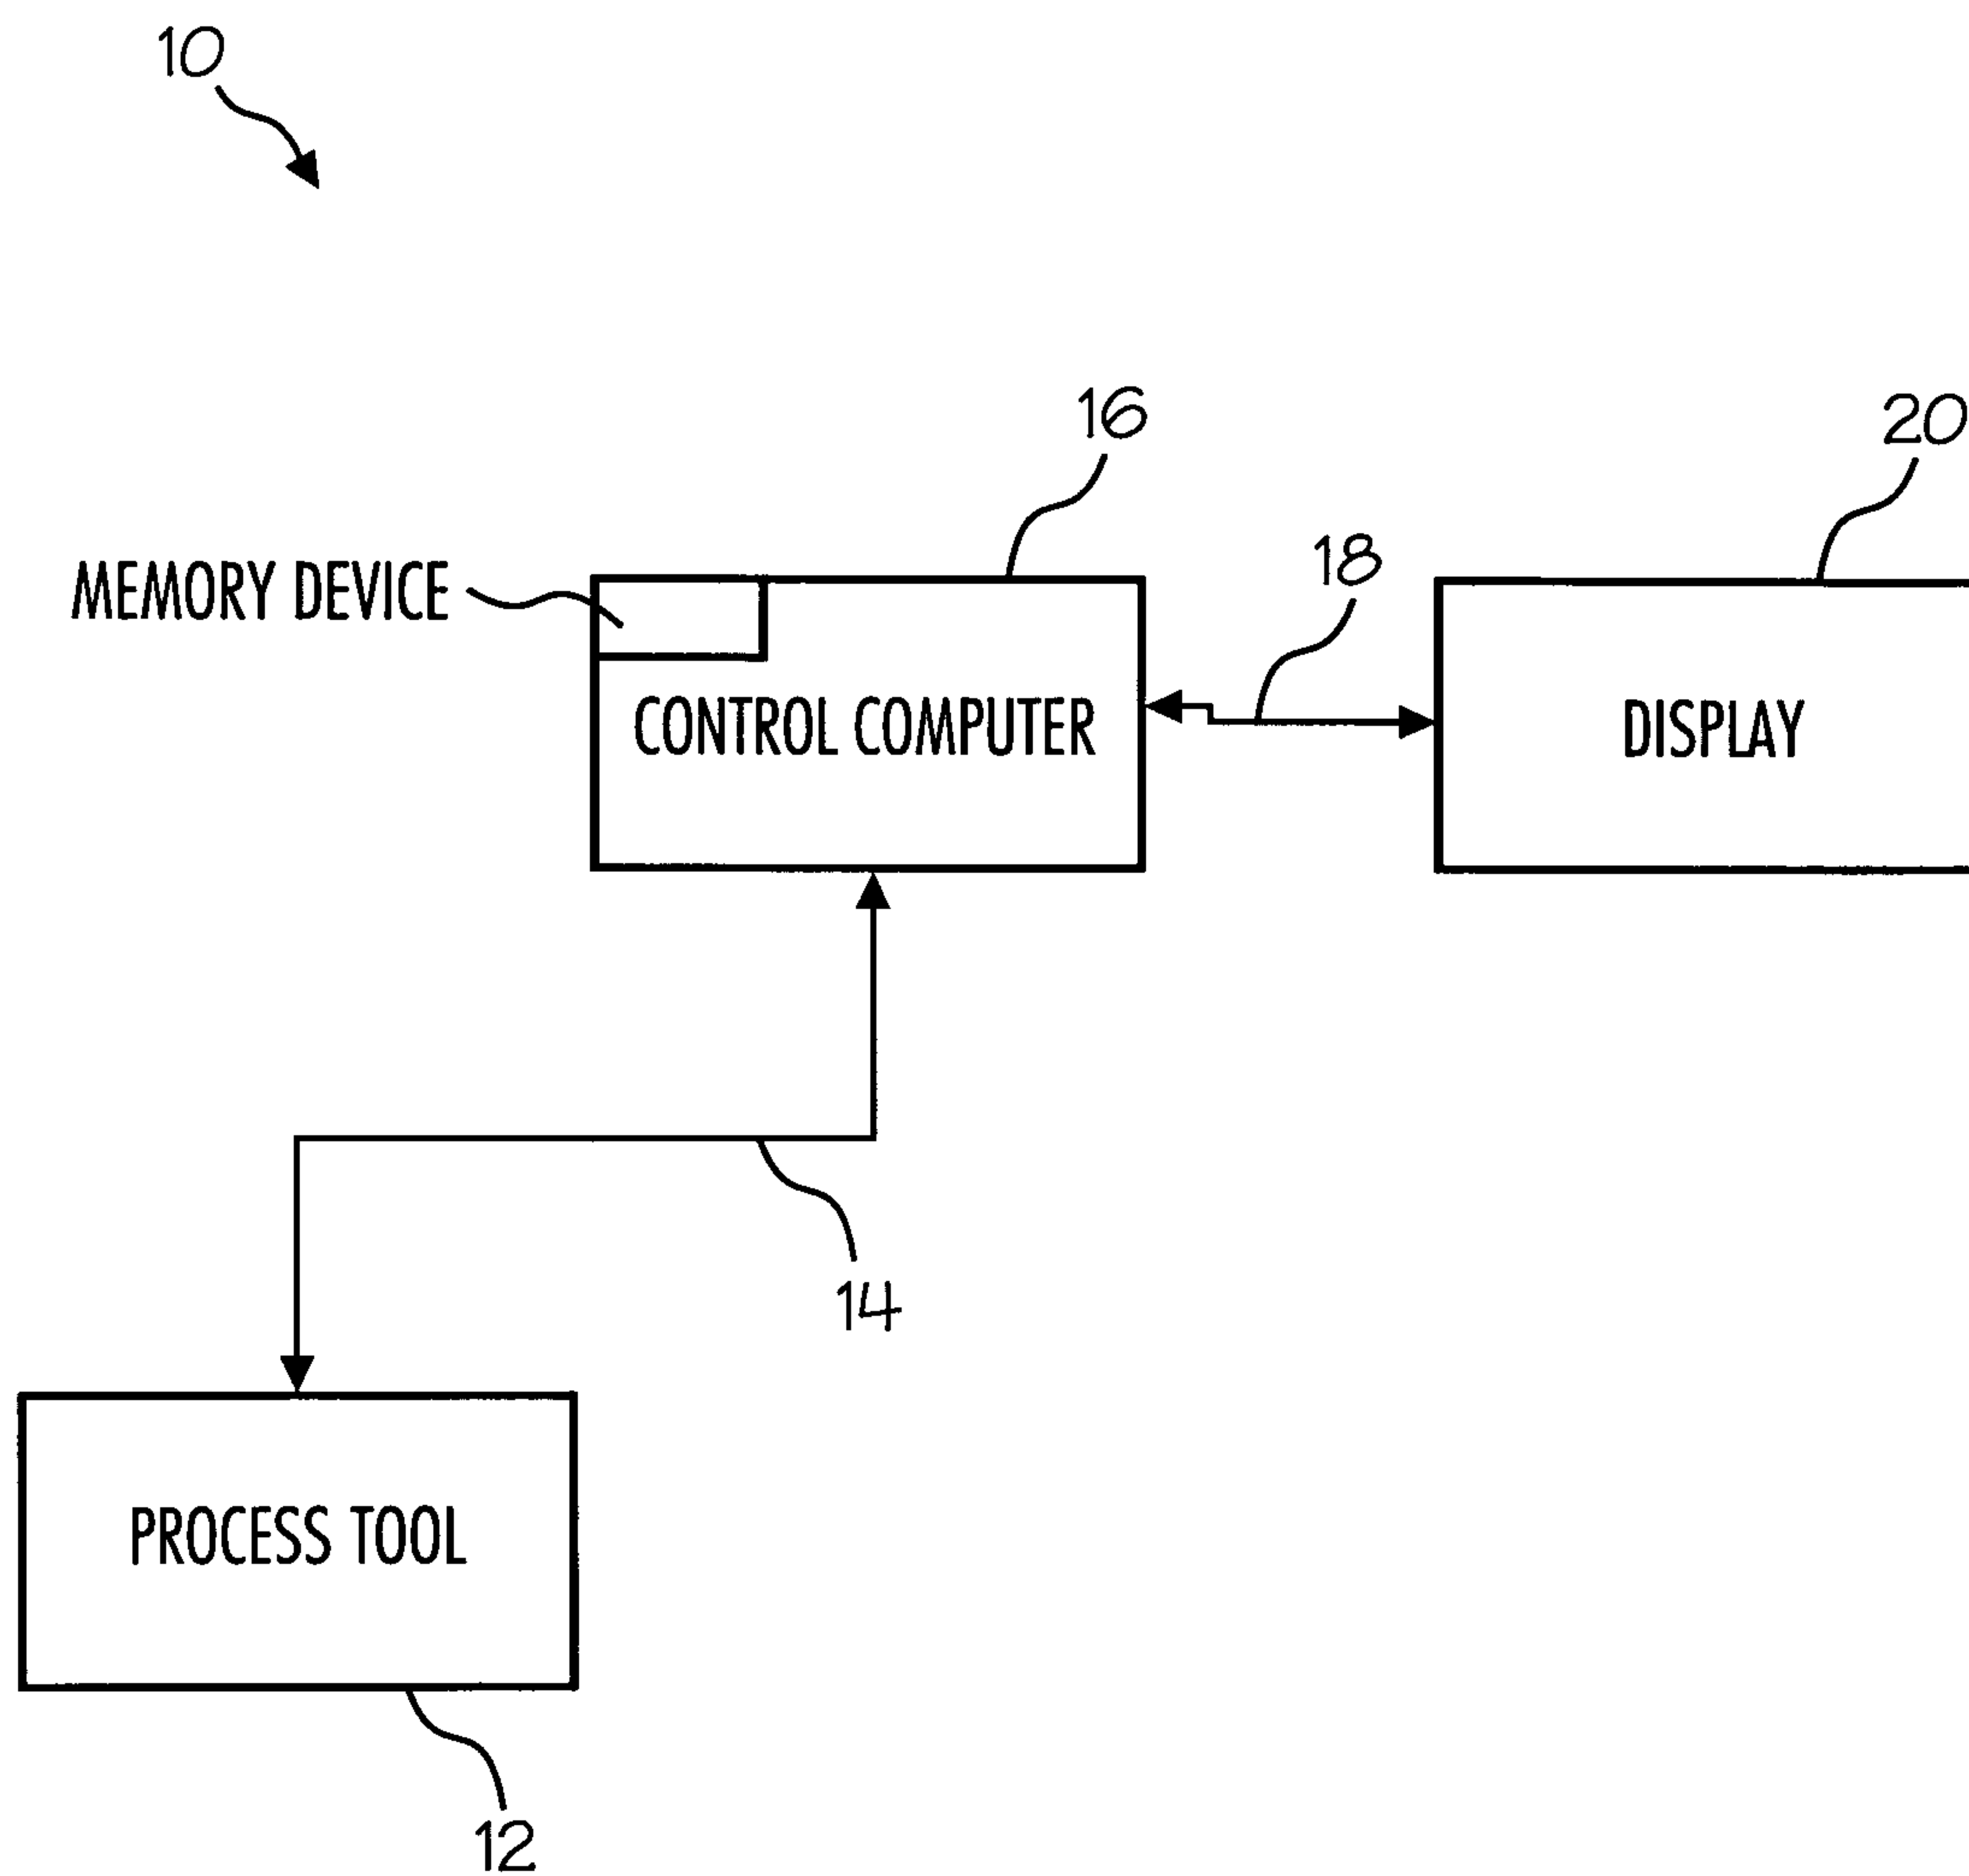 10
16
20
18
MEMORY DEVICE
CONTROL COMPUTER
DISPLAY
14
PROCESS TOOL
12